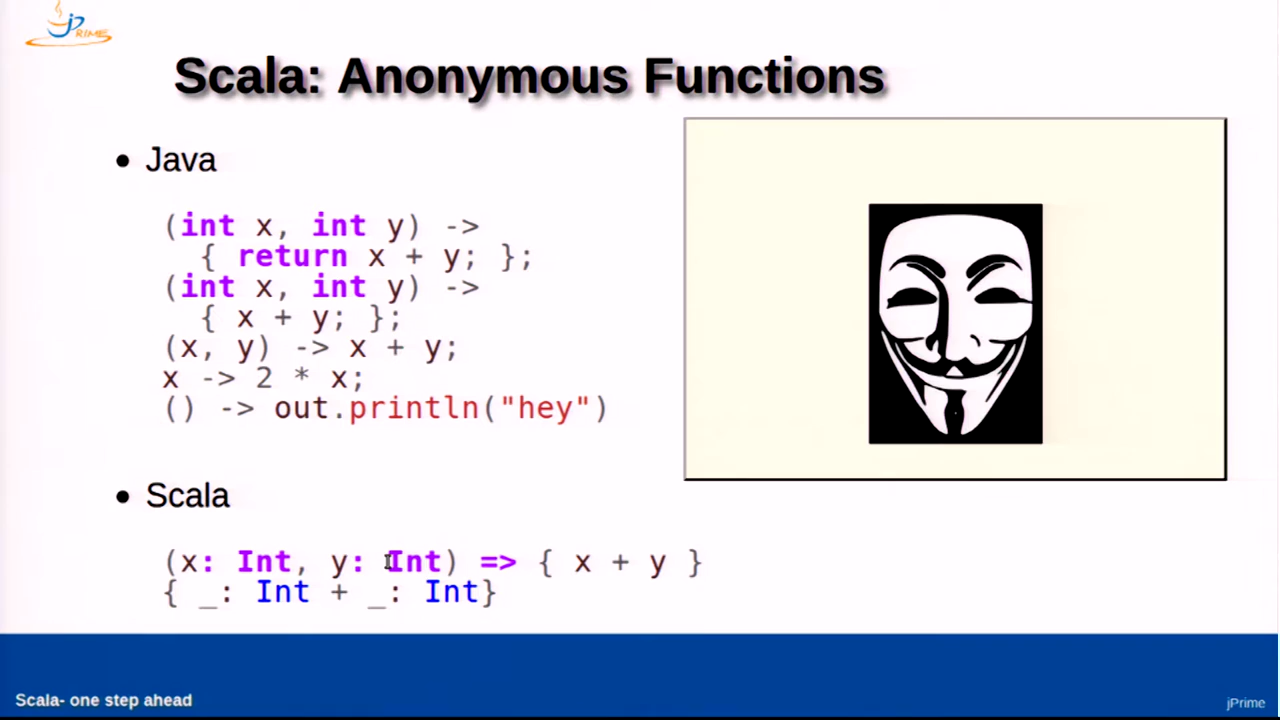 jPRIME
Scala: Anonymous Functions
• Java
(int x, int y) ->
{ return x + y; };
(int x, int y) ->
{ x + y; };
(x, y) -> x + y;
x -> 2 * x;
() -> out.println("hey")
• Scala
(x: Int, y: Int) => { x + y }
{ _: Int + _: Int}
Scala- one step ahead
jPrime